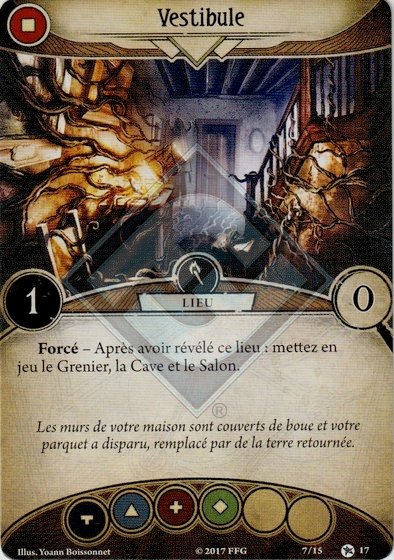 Vestibule
1
LIEU
0
Forcé – Après avoir révélé ce lieu : mettez en
jeu le Grenier, la Cave et le Salon.
®
Les murs de votre maison sont couverts de boue et votre
parquet a disparu, remplacé par de la terre retournée.
Illus. Yoann Boissonnet © 2017 FFG 7/15 17